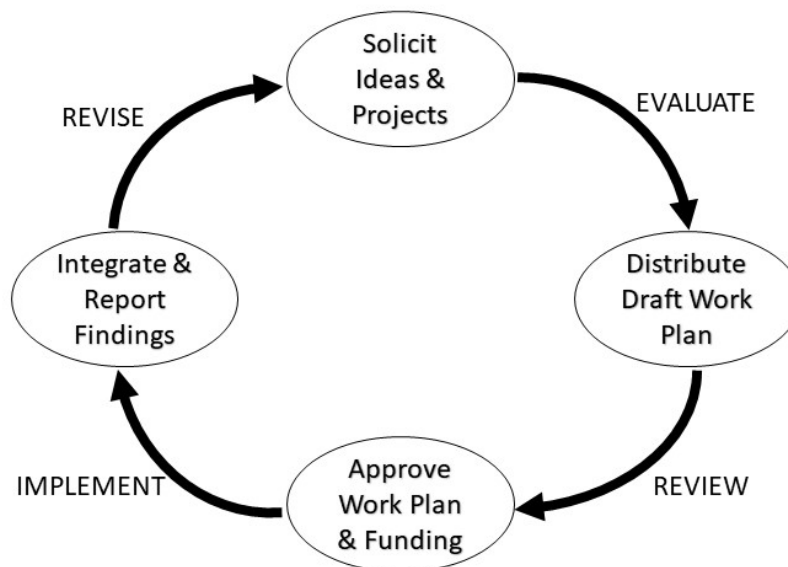 Solicit
Ideas &
Projects
EVALUATE
Distribute
Draft Work
Plan
REVIEW
Approve
Work Plan
& Funding
IMPLEMENT
Integrate &
Report
Findings
REVISE